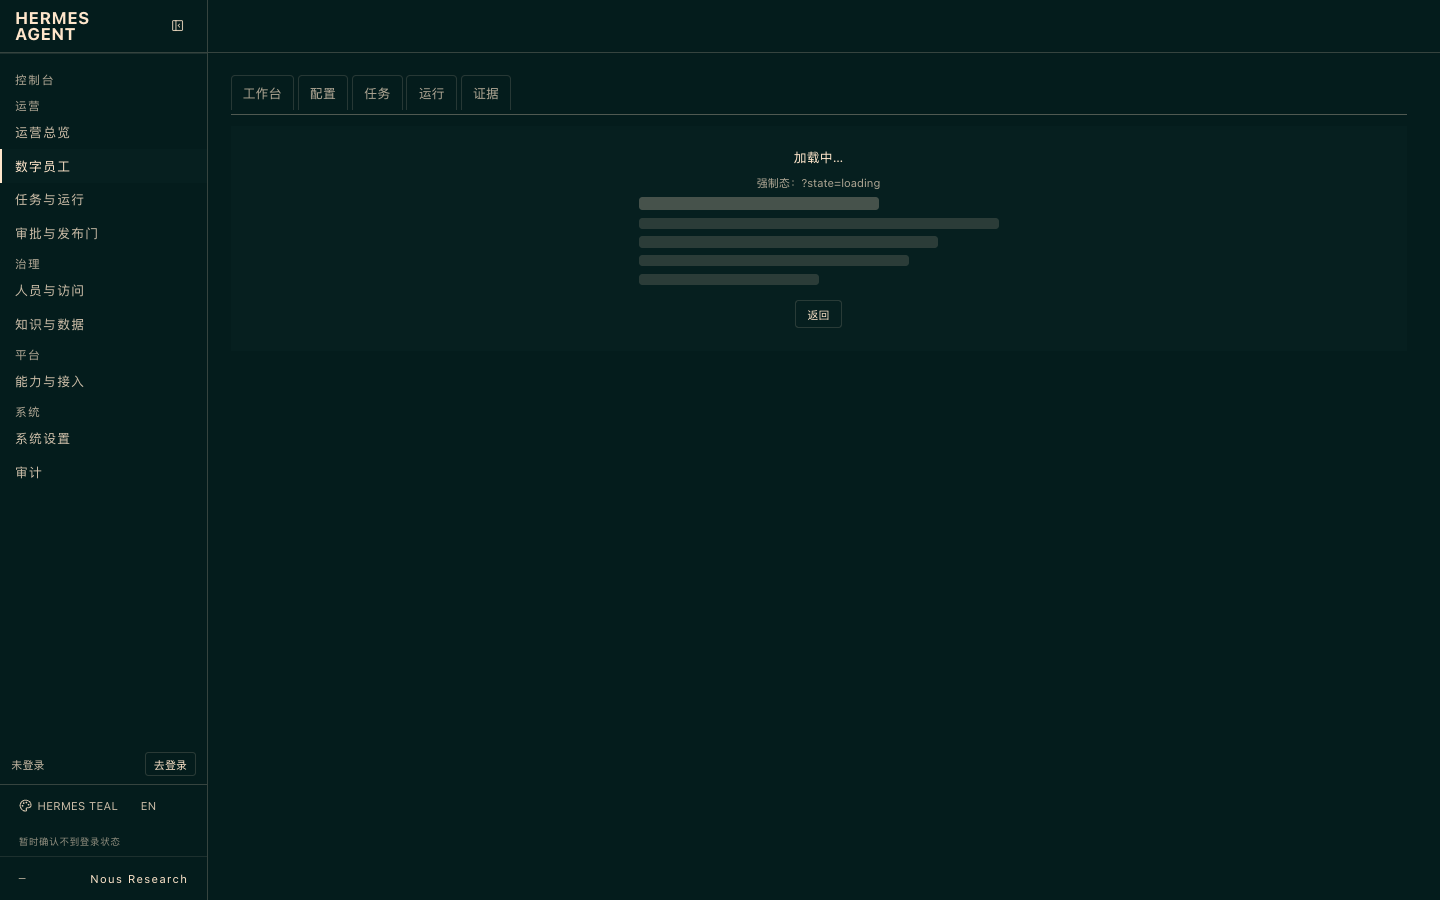 HERMES
AGENT
控制台
运营
运营总览
数字员工
任务与运行
审批与发布门
治理
人员与访问
知识与数据
平台
能力与接入
系统
系统设置
审计
未登录
去登录
HERMES TEAL
EN
暂时确认不到登录状态
—
Nous Research
工作台
配置
任务
运行
证据
加载中…
强制态：?state=loading
返回